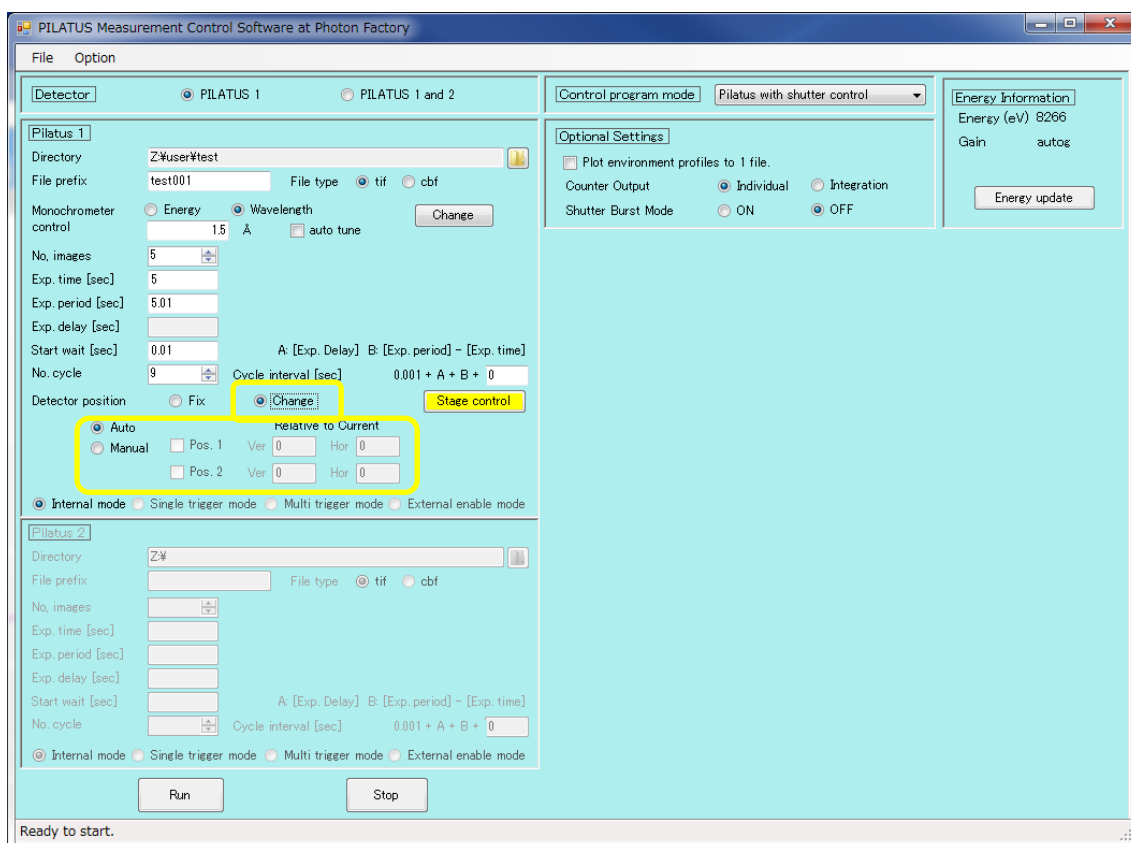 PILATUS Measurement Control Software at Photon Factory
File Option
Detector PILATUS 1 PILATUS 1 and 2
Control program mode Pilatus with shutter control
Energy Information
Energy (eV) 8266
Gain autog
Energy update
Pilatus 1
Directory Z:¥user¥test
File prefix test001 File type tif cbf
Monochrometer control Energy Wavelength Change
1.5 Å auto tune
No, images 5
Exp. time [sec] 5
Exp. period [sec] 5.01
Exp. delay [sec]
Start wait [sec] 0.01 A: [Exp. Delay] B: [Exp. period] - [Exp. time]
No. cycle 9 Cycle interval [sec] 0.001 + A + B + 0
Detector position Fix Change Stage control
Auto Relative to Current
Manual Pos. 1 Ver 0 Hor 0
Pos. 2 Ver 0 Hor 0
Internal mode Single trigger mode Multi trigger mode External enable mode
Optional Settings
Plot environment profiles to 1 file.
Counter Output Individual Integration
Shutter Burst Mode ON OFF
Pilatus 2
Directory Z:¥
File prefix File type tif cbf
No, images
Exp. time [sec]
Exp. period [sec]
Exp. delay [sec]
Start wait [sec] A: [Exp. Delay] B: [Exp. period] - [Exp. time]
No. cycle Cycle interval [sec] 0.001 + A + B + 0
Internal mode Single trigger mode Multi trigger mode External enable mode
Run Stop
Ready to start.